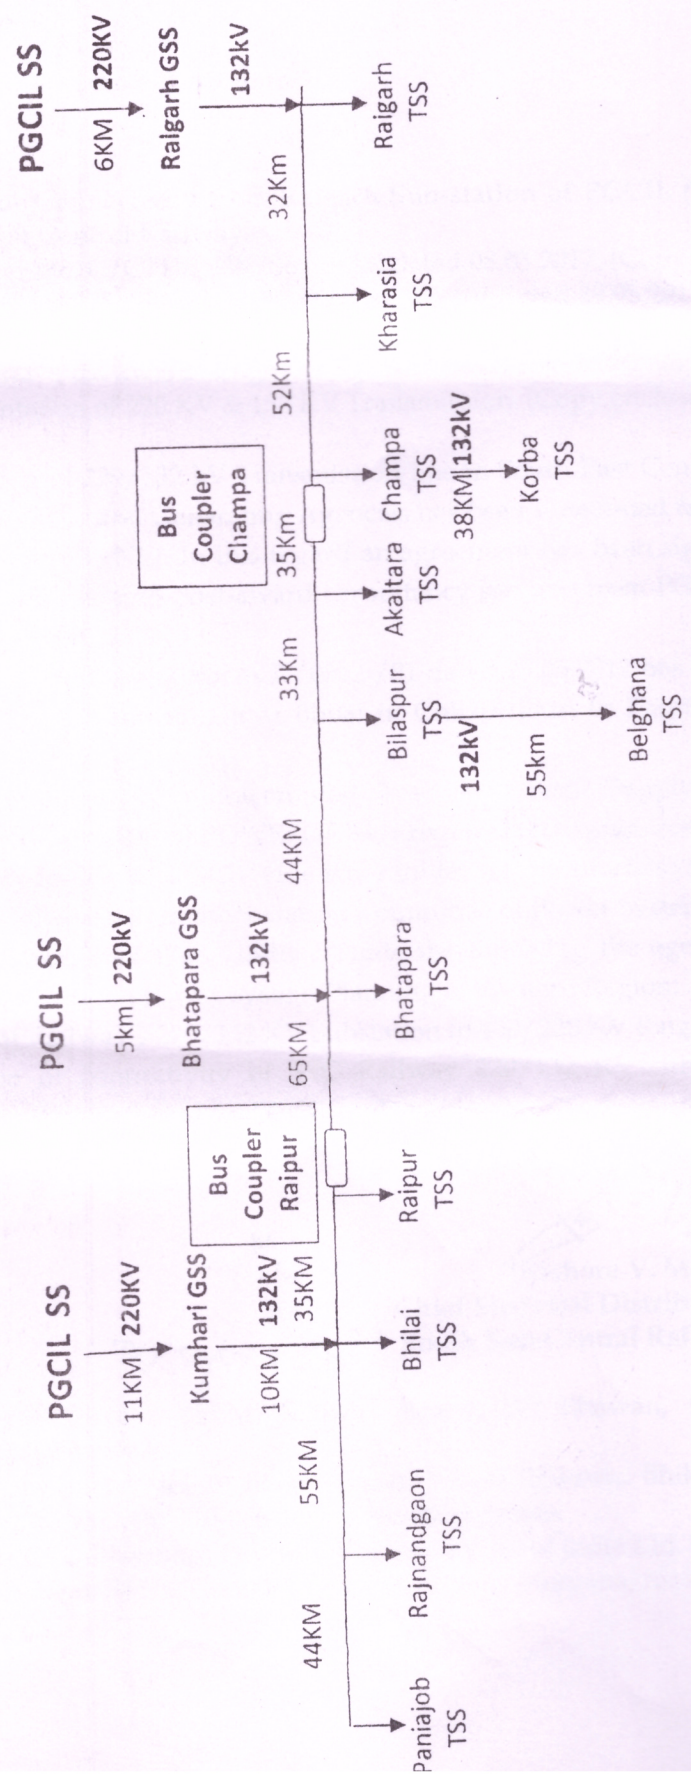 PGCIL SS
11KM 220KV
Kumhari GSS
10KM 132kV
PGCIL SS
5km 220KV
Bhatapara GSS
132kV
PGCIL SS
6KM 220KV
Raigarh GSS
132kV
Bus
Coupler
Raipur
Bus
Coupler
Champa
44KM
55KM
35KM
65KM
44KM
33Km
35Km
52Km
32Km
Paniajob
TSS
Rajnandgaon
TSS
Bhilai
TSS
Raipur
TSS
Bhatapara
TSS
Bilaspur
TSS
132kV
55km
Belghana
TSS
Akaltara
TSS
Champa
TSS
38KM 132kV
Korba
TSS
Kharasia
TSS
Raigarh
TSS